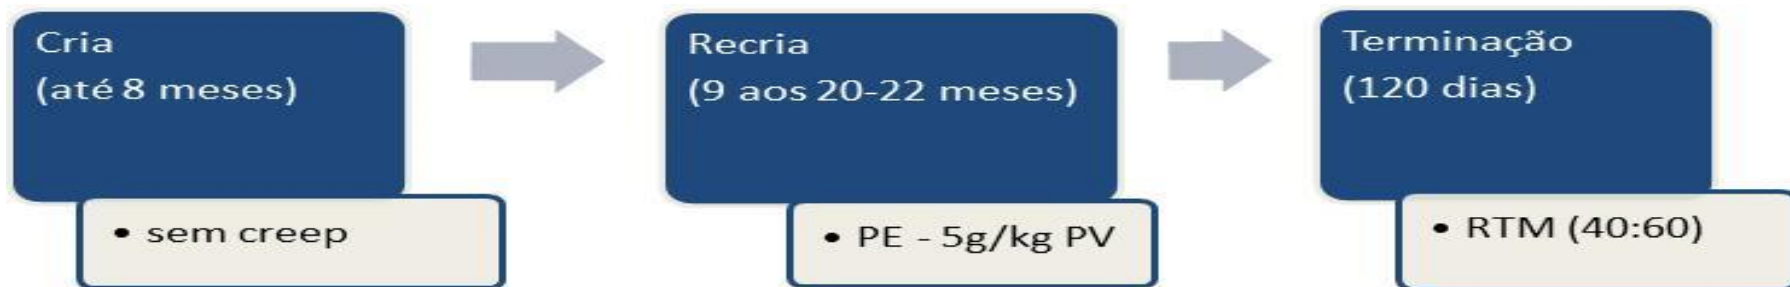 Cria
(até 8 meses)
• sem creep
Recria
(9 aos 20-22 meses)
• PE - 5g/kg PV
Terminação
(120 dias)
• RTM (40:60)